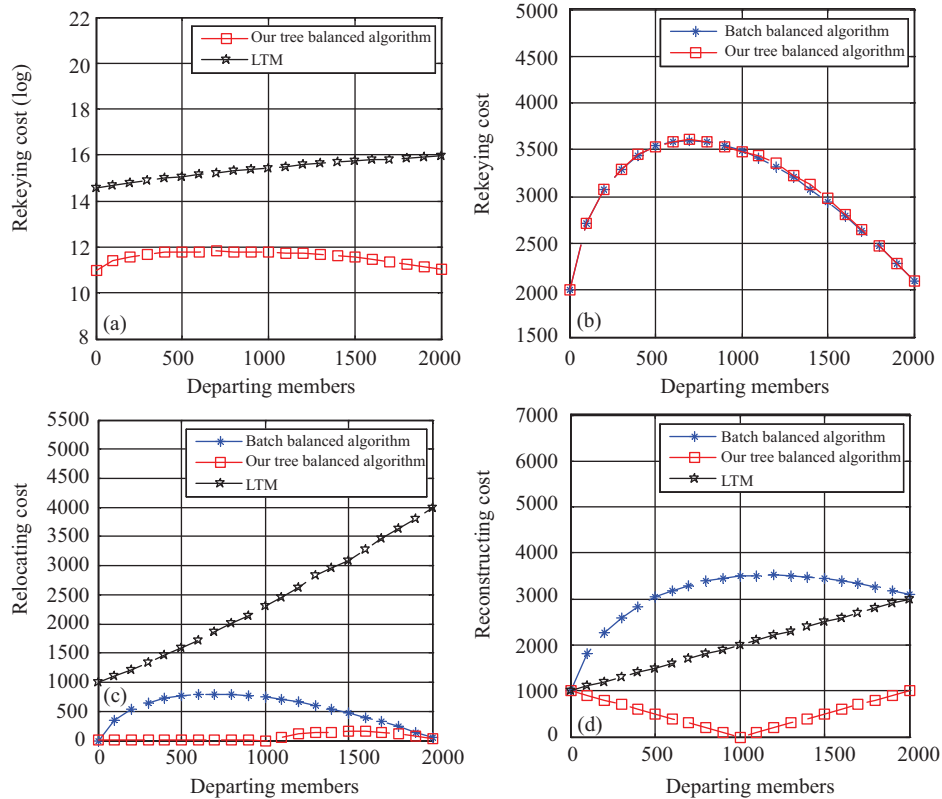 22
20
18
16
14
12
10
8
Rekeying cost (log)
Our tree balanced algorithm
LTM
(a)
0 500 1000 1500 2000
Departing members
5000
4500
4000
3500
3000
2500
2000
1500
Rekeying cost
Batch balanced algorithm
Our tree balanced algorithm
(b)
0 500 1000 1500 2000
Departing members
5500
5000
4500
4000
3500
3000
2500
2000
1500
1000
500
0
Relocating cost
Batch balanced algorithm
Our tree balanced algorithm
LTM
(c)
0 500 1000 1500 2000
Departing members
7000
6000
5000
4000
3000
2000
1000
0
Reconstructing cost
Batch balanced algorithm
Our tree balanced algorithm
LTM
(d)
0 500 1000 1500 2000
Departing members